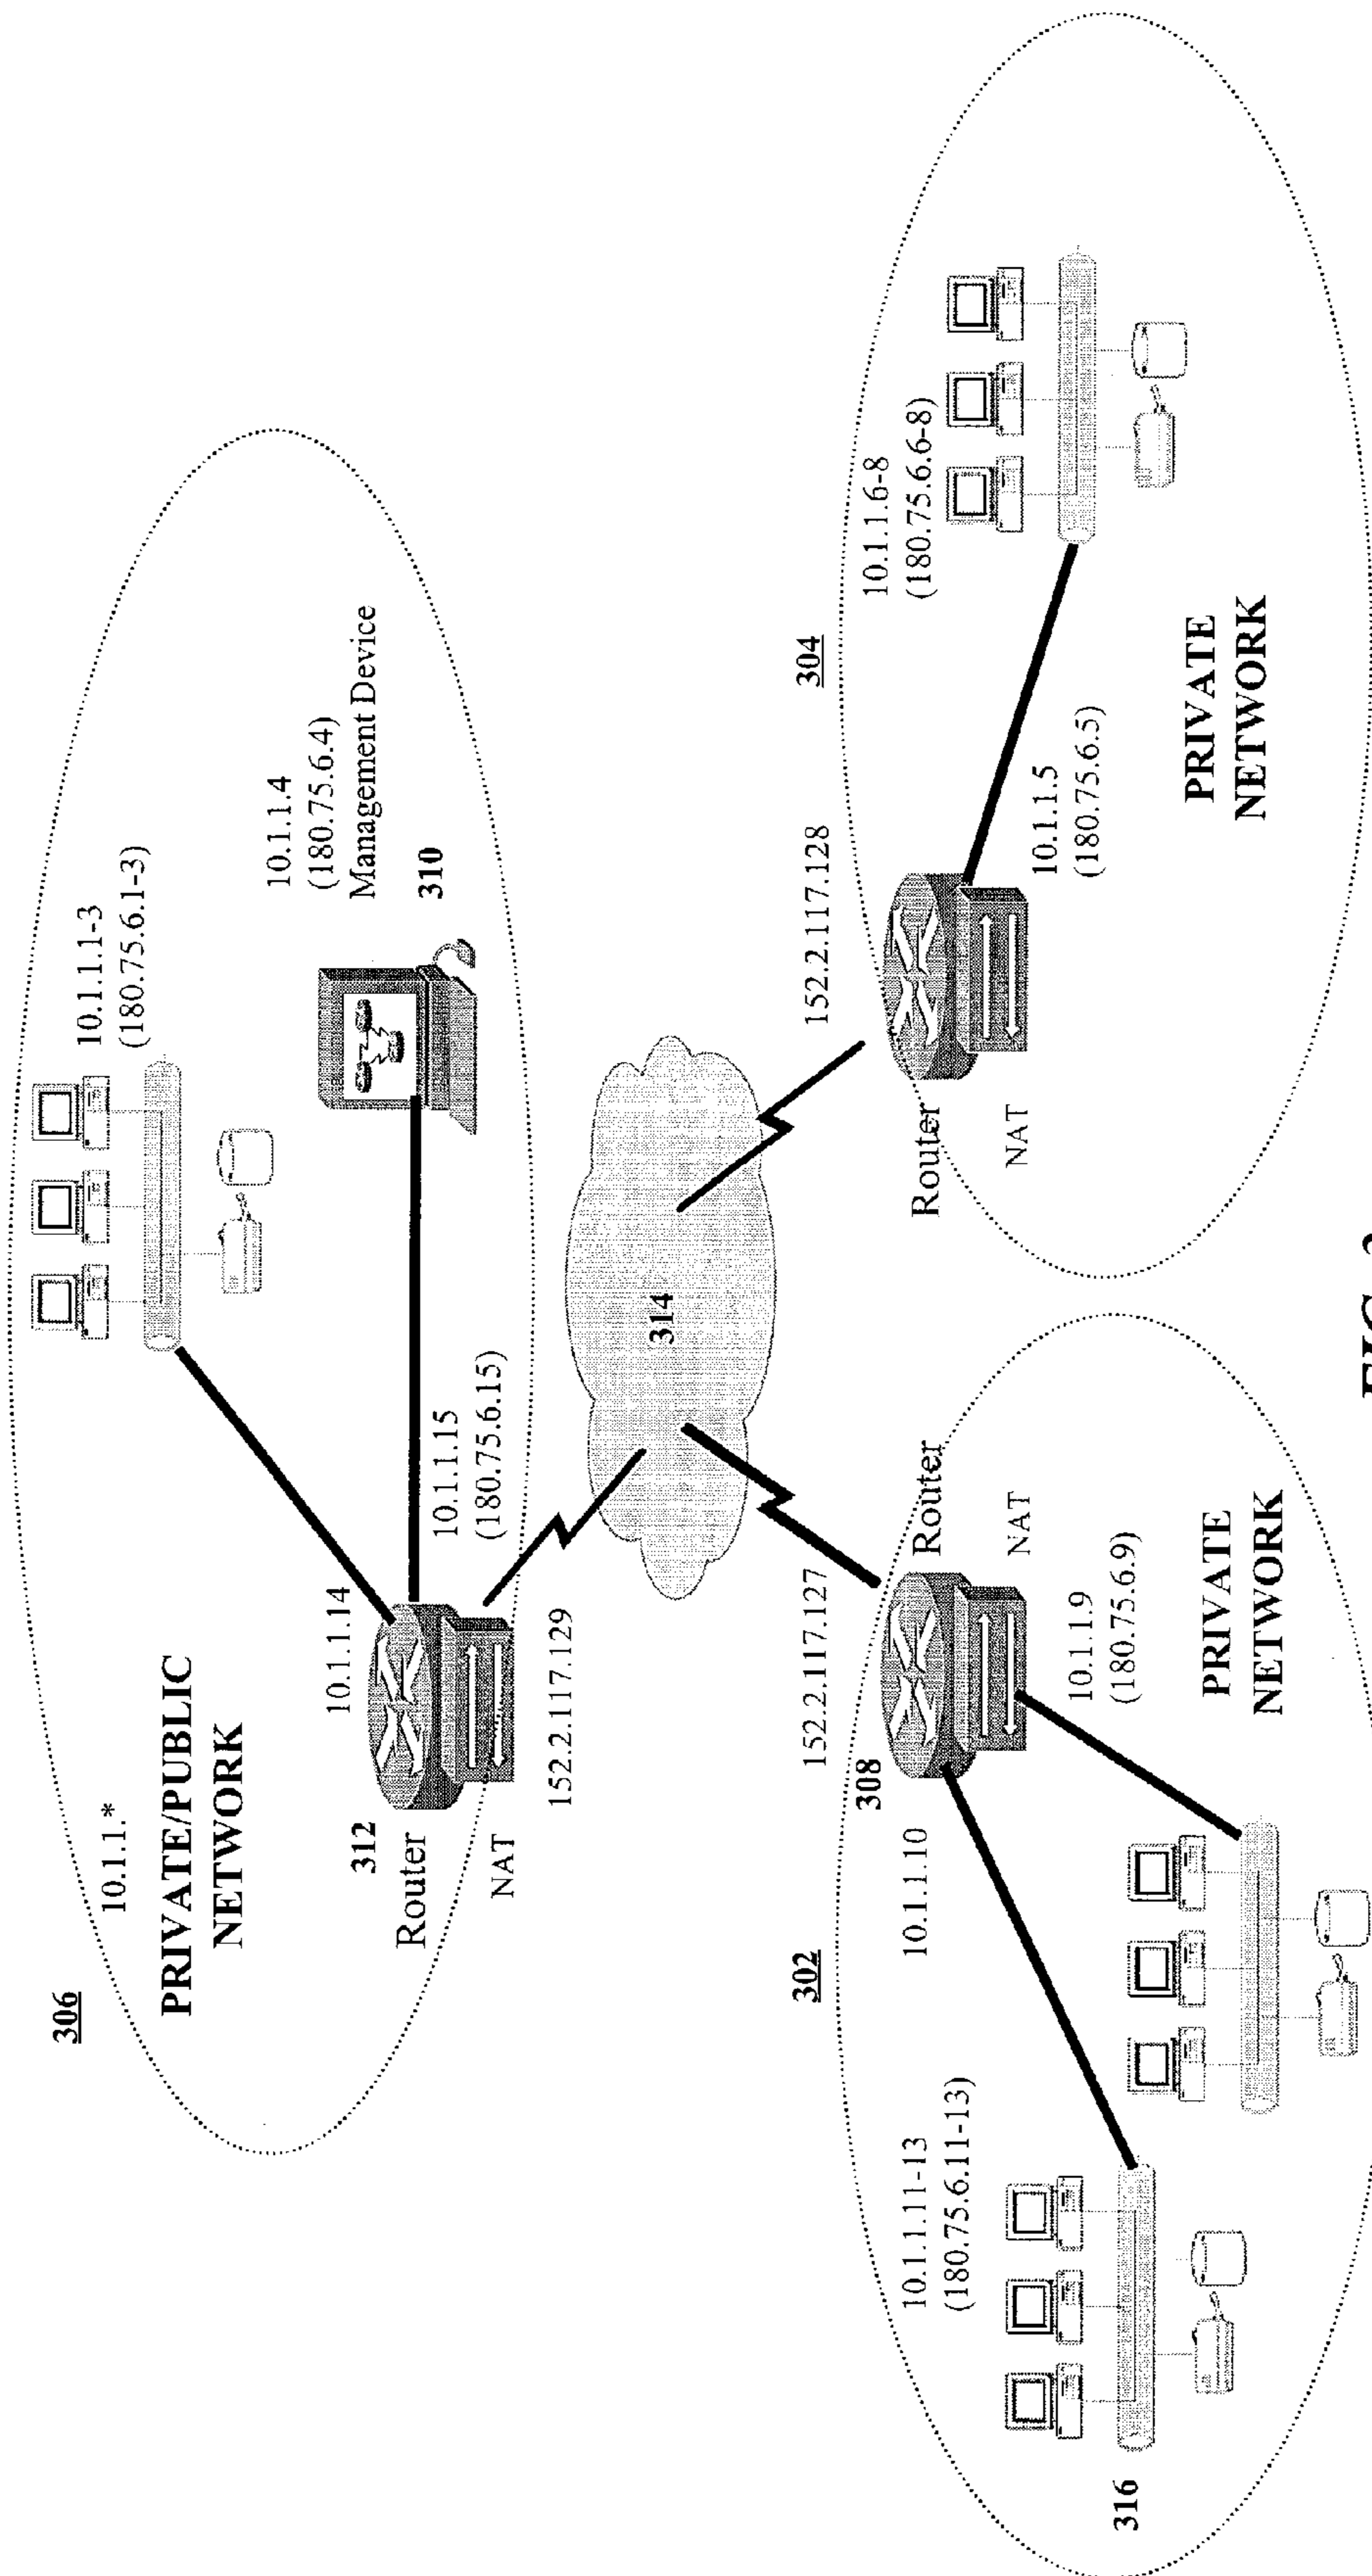 306
10.1.1.*
PRIVATE/PUBLIC
NETWORK
10.1.1.1-3
(180.75.6.1-3)
10.1.1.4
(180.75.6.4)
Management Device
310
10.1.1.14
312
Router
NAT
10.1.1.15
(180.75.6.15)
152.2.117.129
314
302
152.2.117.127
308
Router
NAT
10.1.1.10
10.1.1.9
(180.75.6.9)
10.1.1.11-13
(180.75.6.11-13)
316
PRIVATE
NETWORK
304
152.2.117.128
Router
NAT
10.1.1.5
(180.75.6.5)
10.1.1.6-8
(180.75.6.6-8)
PRIVATE
NETWORK
FIG.